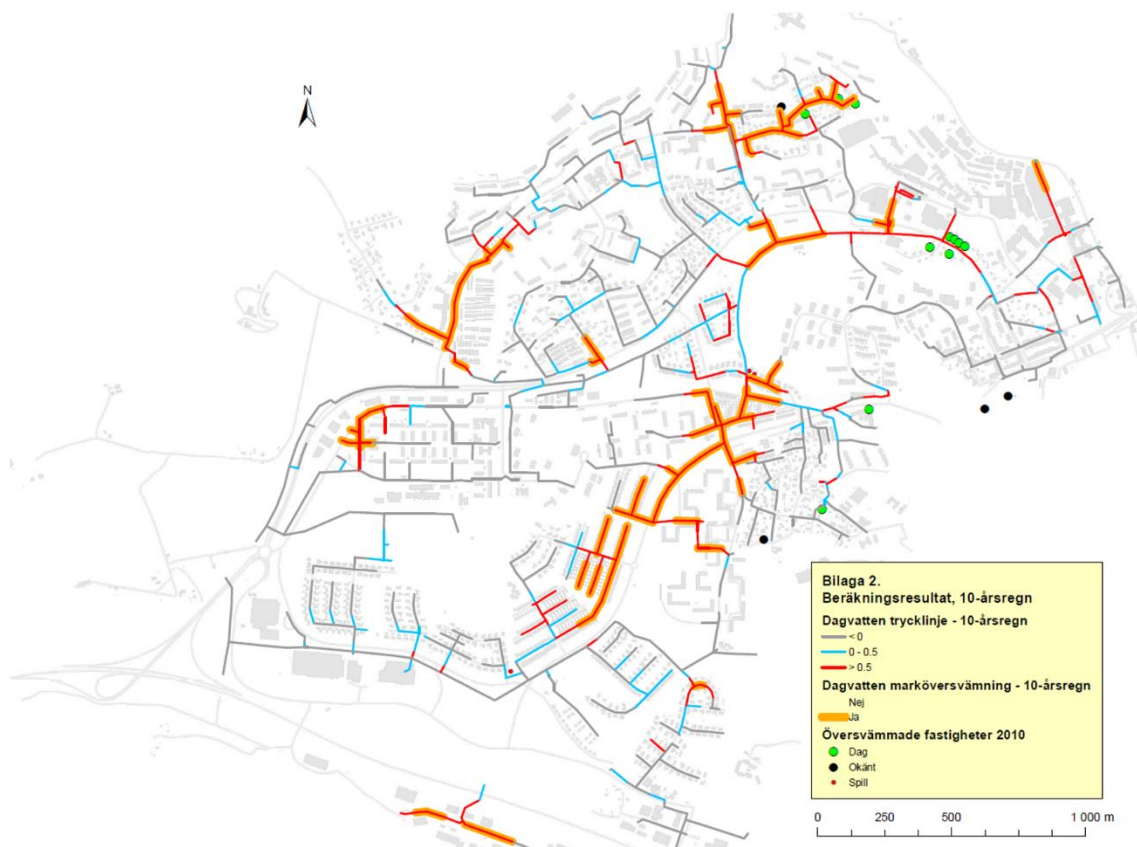 N
Bilaga 2.
Beräkningsresultat, 10-årsregn
Dagvatten trycklinje - 10-årsregn
< 0
0 - 0.5
> 0.5
Dagvatten marköversvämning - 10-årsregn
Nej
Ja
Översvämmade fastigheter 2010
Dag
Okänt
Spill
0 250 500 1 000 m